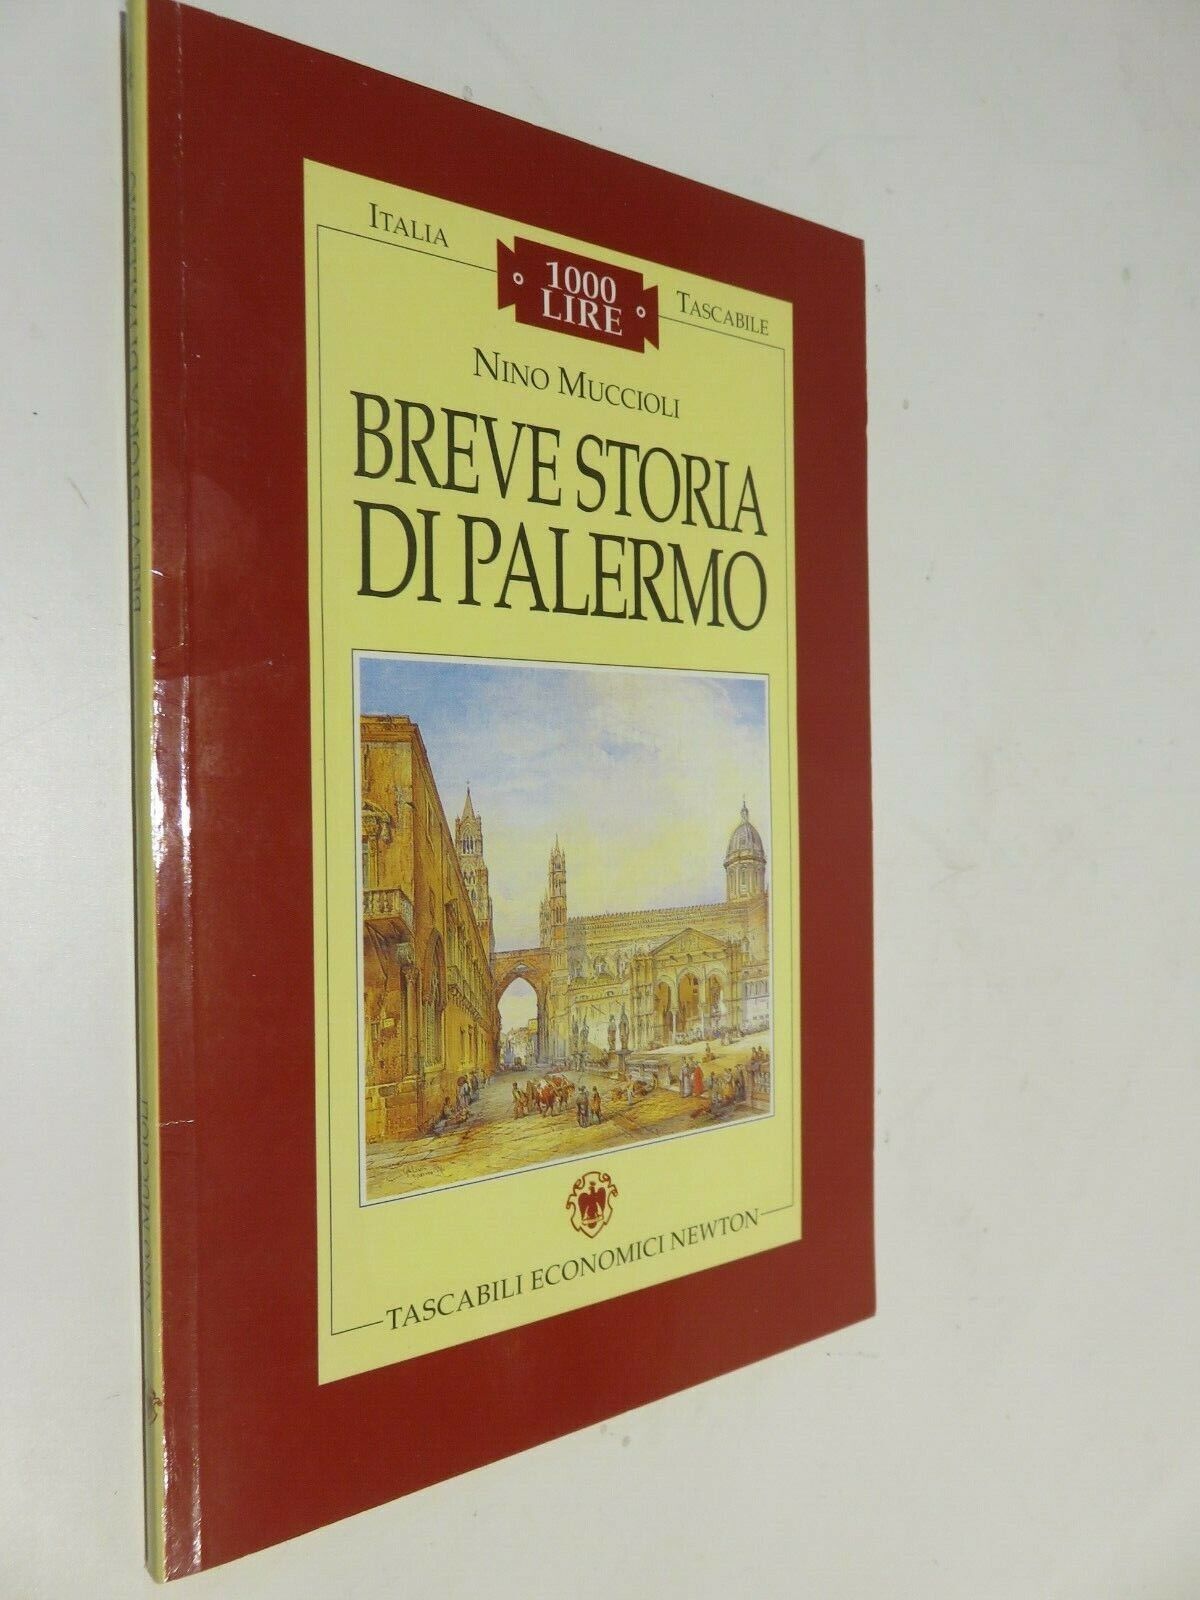 ITALIA
1000
LIRE
TASCABILE
NINO MUCCIOLI
BREVE STORIA
DI PALERMO
TASCABILI ECONOMICI NEWTON
BREVE STORIA DI PALERMO
NINO MUCCIOLI